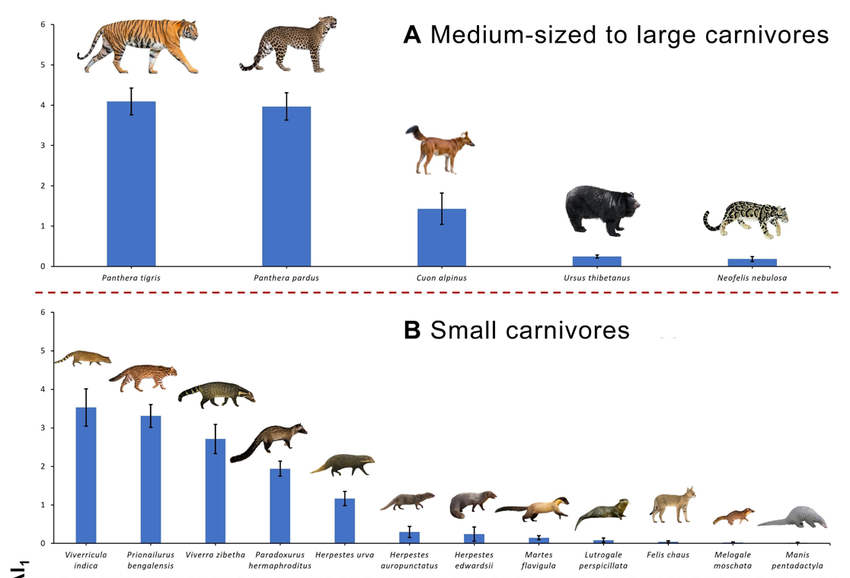 A Medium-sized to large carnivores
6
5
4
3
2
1
0
Panthera tigris
Panthera pardus
Cuon alpinus
Ursus thibetanus
Neofelis nebulosa
B Small carnivores
6
5
4
3
2
1
0
Viverricula
indica
Prionailurus
bengalensis
Viverra zibetha
Paradoxurus
hermaphroditus
Herpestes urva
Herpestes
auropunctatus
Herpestes
edwardsii
Martes
flavigula
Lutrogale
perspicillata
Felis chaus
Melogale
moschata
Manis
pentadactyla